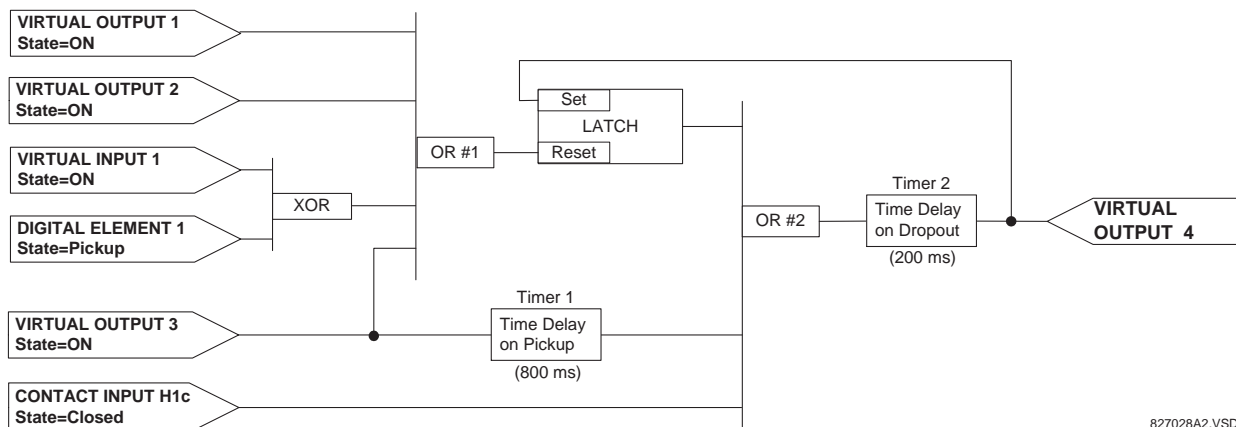 VIRTUAL OUTPUT 1
State=ON
VIRTUAL OUTPUT 2
State=ON
VIRTUAL INPUT 1
State=ON
DIGITAL ELEMENT 1
State=Pickup
VIRTUAL OUTPUT 3
State=ON
CONTACT INPUT H1c
State=Closed
XOR
OR #1
Set
LATCH
Reset
Timer 1
Time Delay
on Pickup
(800 ms)
OR #2
Timer 2
Time Delay
on Dropout
(200 ms)
VIRTUAL
OUTPUT 4
827028A2.VSD